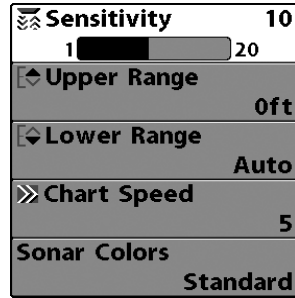 Sensitivity 10
1 20
Upper Range
0ft
Lower Range
Auto
Chart Speed
5
Sonar Colors
Standard